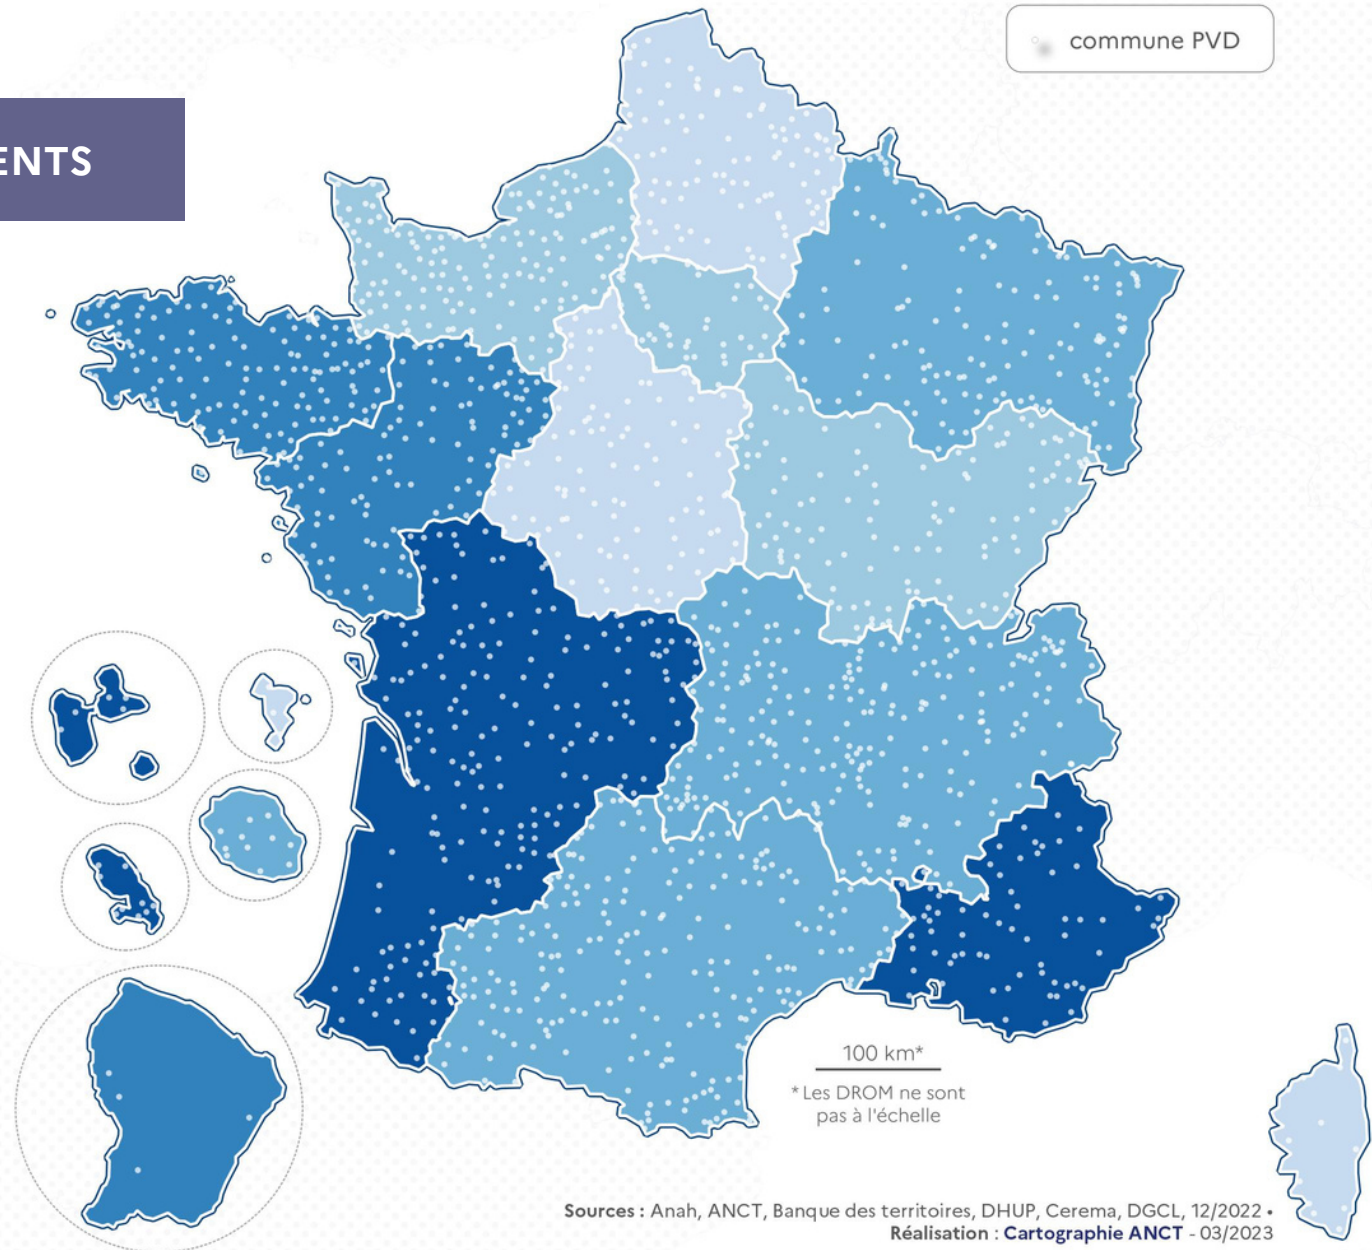 commune PVD
ENTS
100 km*
* Les DROM ne sont
pas à l'échelle
Sources : Anah, ANCT, Banque des territoires, DHUP, Cerema, DGCL, 12/2022 •
Réalisation : Cartographie ANCT - 03/2023